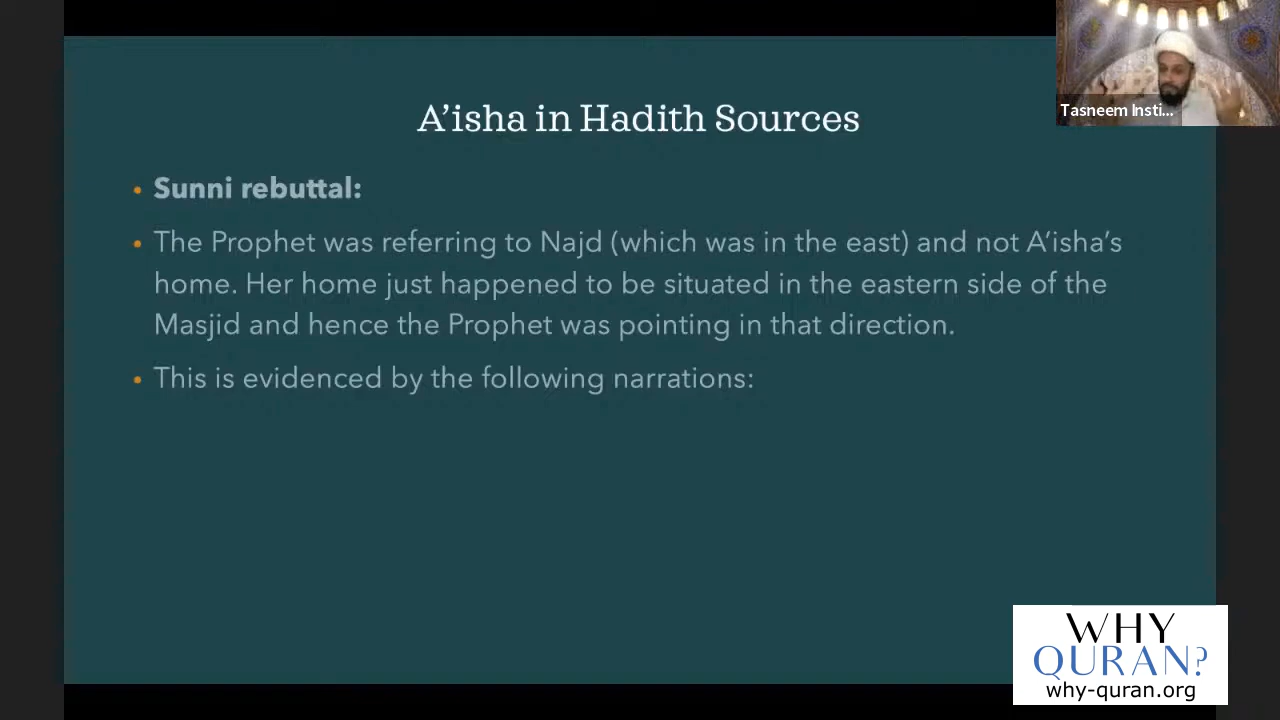 Tasneem Insti...
A'isha in Hadith Sources
• Sunni rebuttal:
• The Prophet was referring to Najd (which was in the east) and not A'isha's
home. Her home just happened to be situated in the eastern side of the
Masjid and hence the Prophet was pointing in that direction.
• This is evidenced by the following narrations:
WHY
QURAN?
why-quran.org